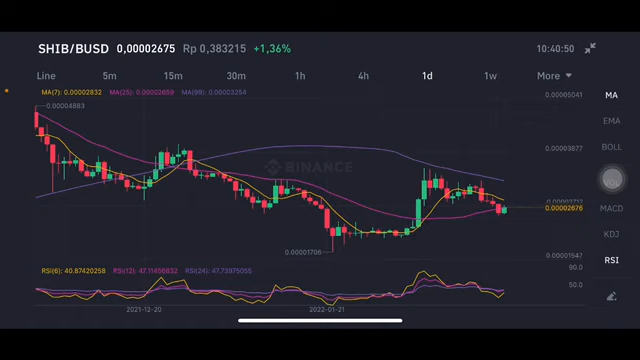 SHIB/BUSD 0,00002675 Rp 0,383215 +1,36% 10:40:50
Line 5m 15m 30m 1h 4h 1d 1w More
MA(7): 0.00002832 MA(25): 0.00002659 MA(99): 0.00003254
0.00005041
MA
0.00004883
EMA
0.00003877
BOLL
BINANCE
0.00002676
MACD
KDJ
0.00001706
0.00001547
RSI(6): 40.87420258 RSI(12): 47.11456832 RSI(24): 47.73975055
90.0
RSI
50.0
2021-12-20 2022-01-21